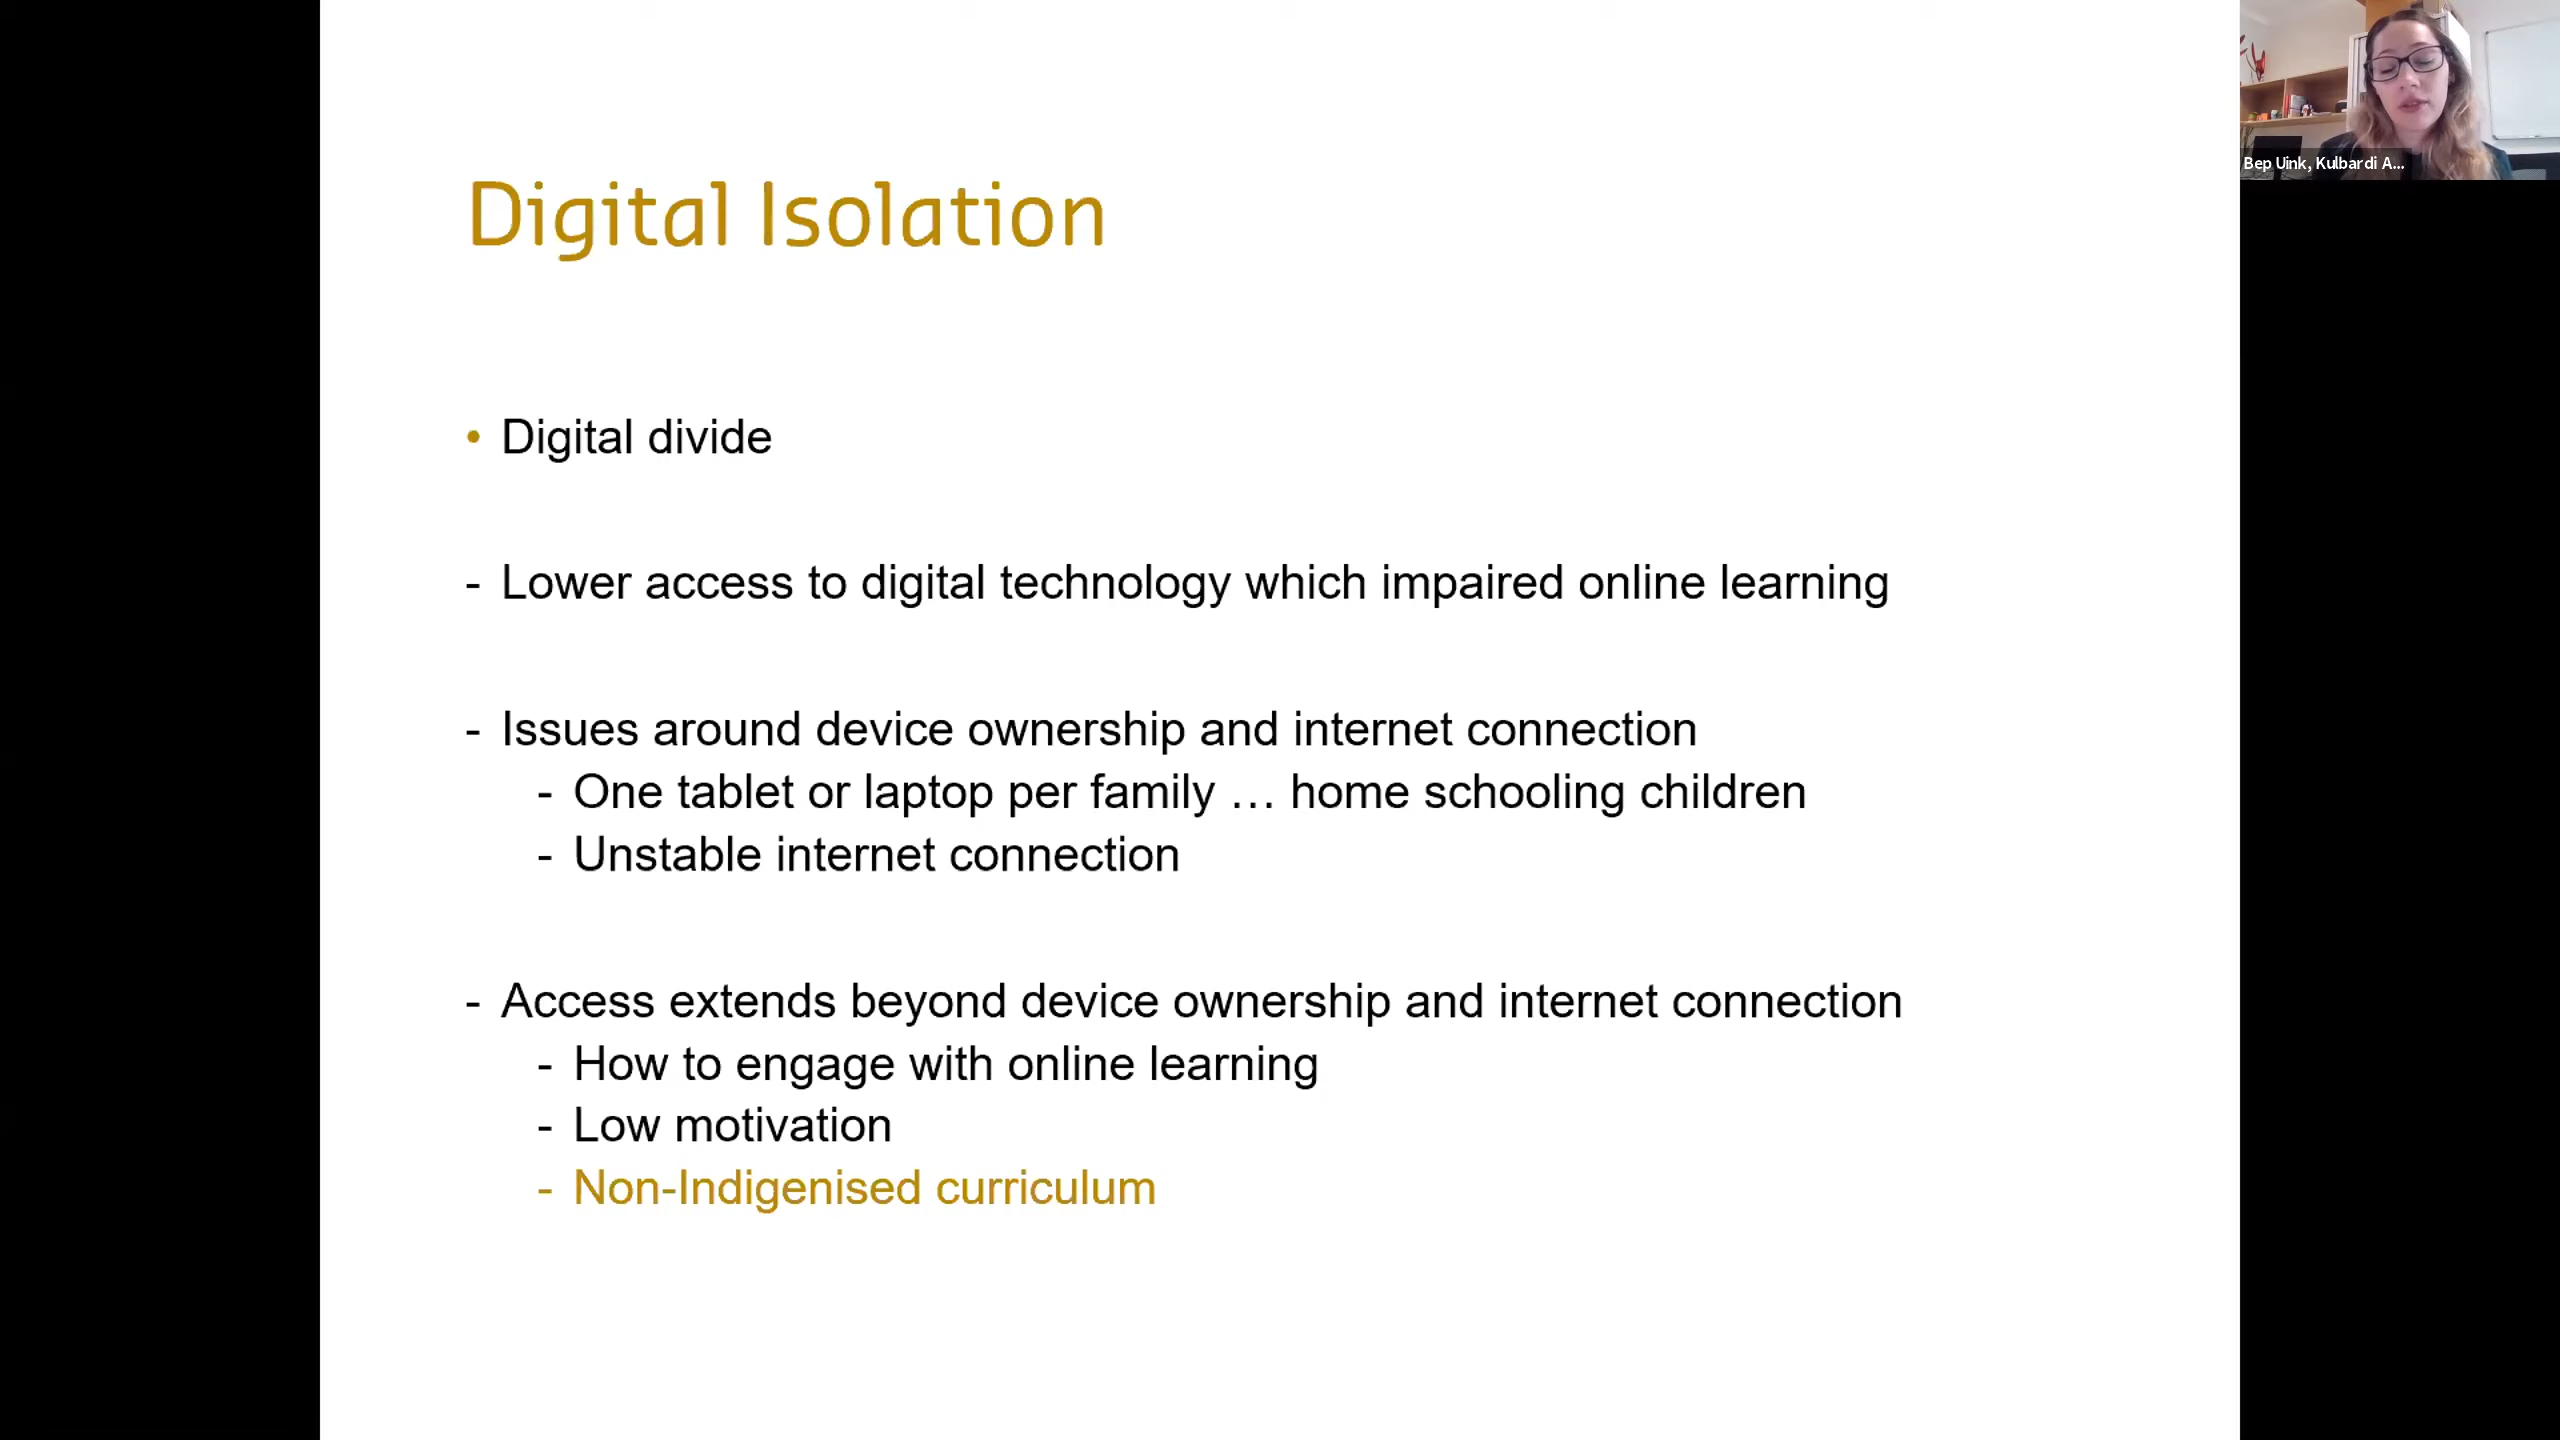 Digital Isolation
• Digital divide
- Lower access to digital technology which impaired online learning
- Issues around device ownership and internet connection
- One tablet or laptop per family … home schooling children
- Unstable internet connection
- Access extends beyond device ownership and internet connection
- How to engage with online learning
- Low motivation
- Non-Indigenised curriculum
Bep Uink, Kulbardi A...